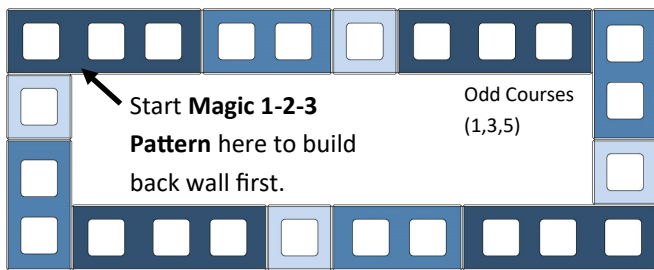 Start Magic 1-2-3
Pattern here to build
back wall first.
Odd Courses
(1,3,5)